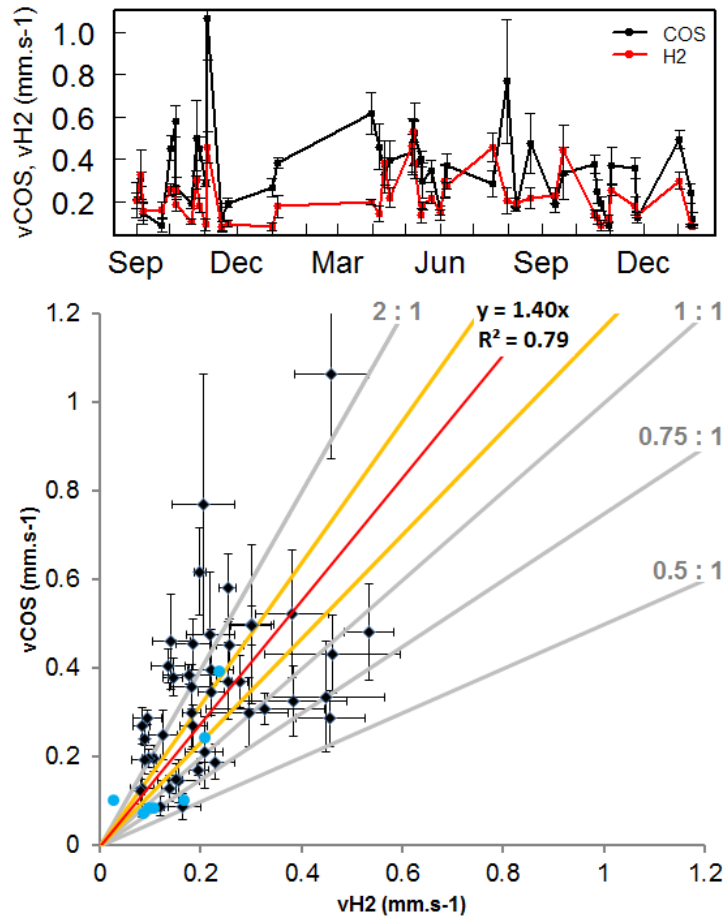 vCOS, vH2 (mm.s-1)
1.0
0.8
0.6
0.4
0.2
COS
H2
Sep Dec Mar Jun Sep Dec
vCOS (mm.s-1)
1.2
1
0.8
0.6
0.4
0.2
0
2 : 1
y = 1.40x
R² = 0.79
1 : 1
0.75 : 1
0.5 : 1
0 0.2 0.4 0.6 0.8 1 1.2
vH2 (mm.s-1)